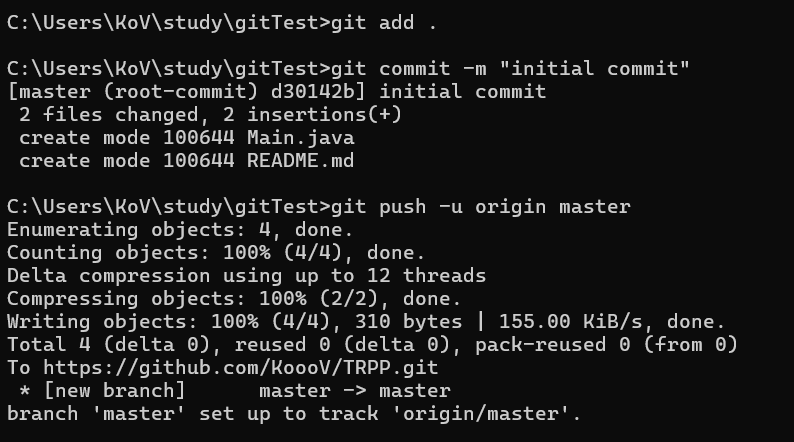 C:\Users\KoV\study\gitTest>git add .
C:\Users\KoV\study\gitTest>git commit -m "initial commit"
[master (root-commit) d30142b] initial commit
 2 files changed, 2 insertions(+)
 create mode 100644 Main.java
 create mode 100644 README.md
C:\Users\KoV\study\gitTest>git push -u origin master
Enumerating objects: 4, done.
Counting objects: 100% (4/4), done.
Delta compression using up to 12 threads
Compressing objects: 100% (2/2), done.
Writing objects: 100% (4/4), 310 bytes | 155.00 KiB/s, done.
Total 4 (delta 0), reused 0 (delta 0), pack-reused 0 (from 0)
To https://github.com/KoooV/TRPP.git
 * [new branch]      master -> master
branch 'master' set up to track 'origin/master'.